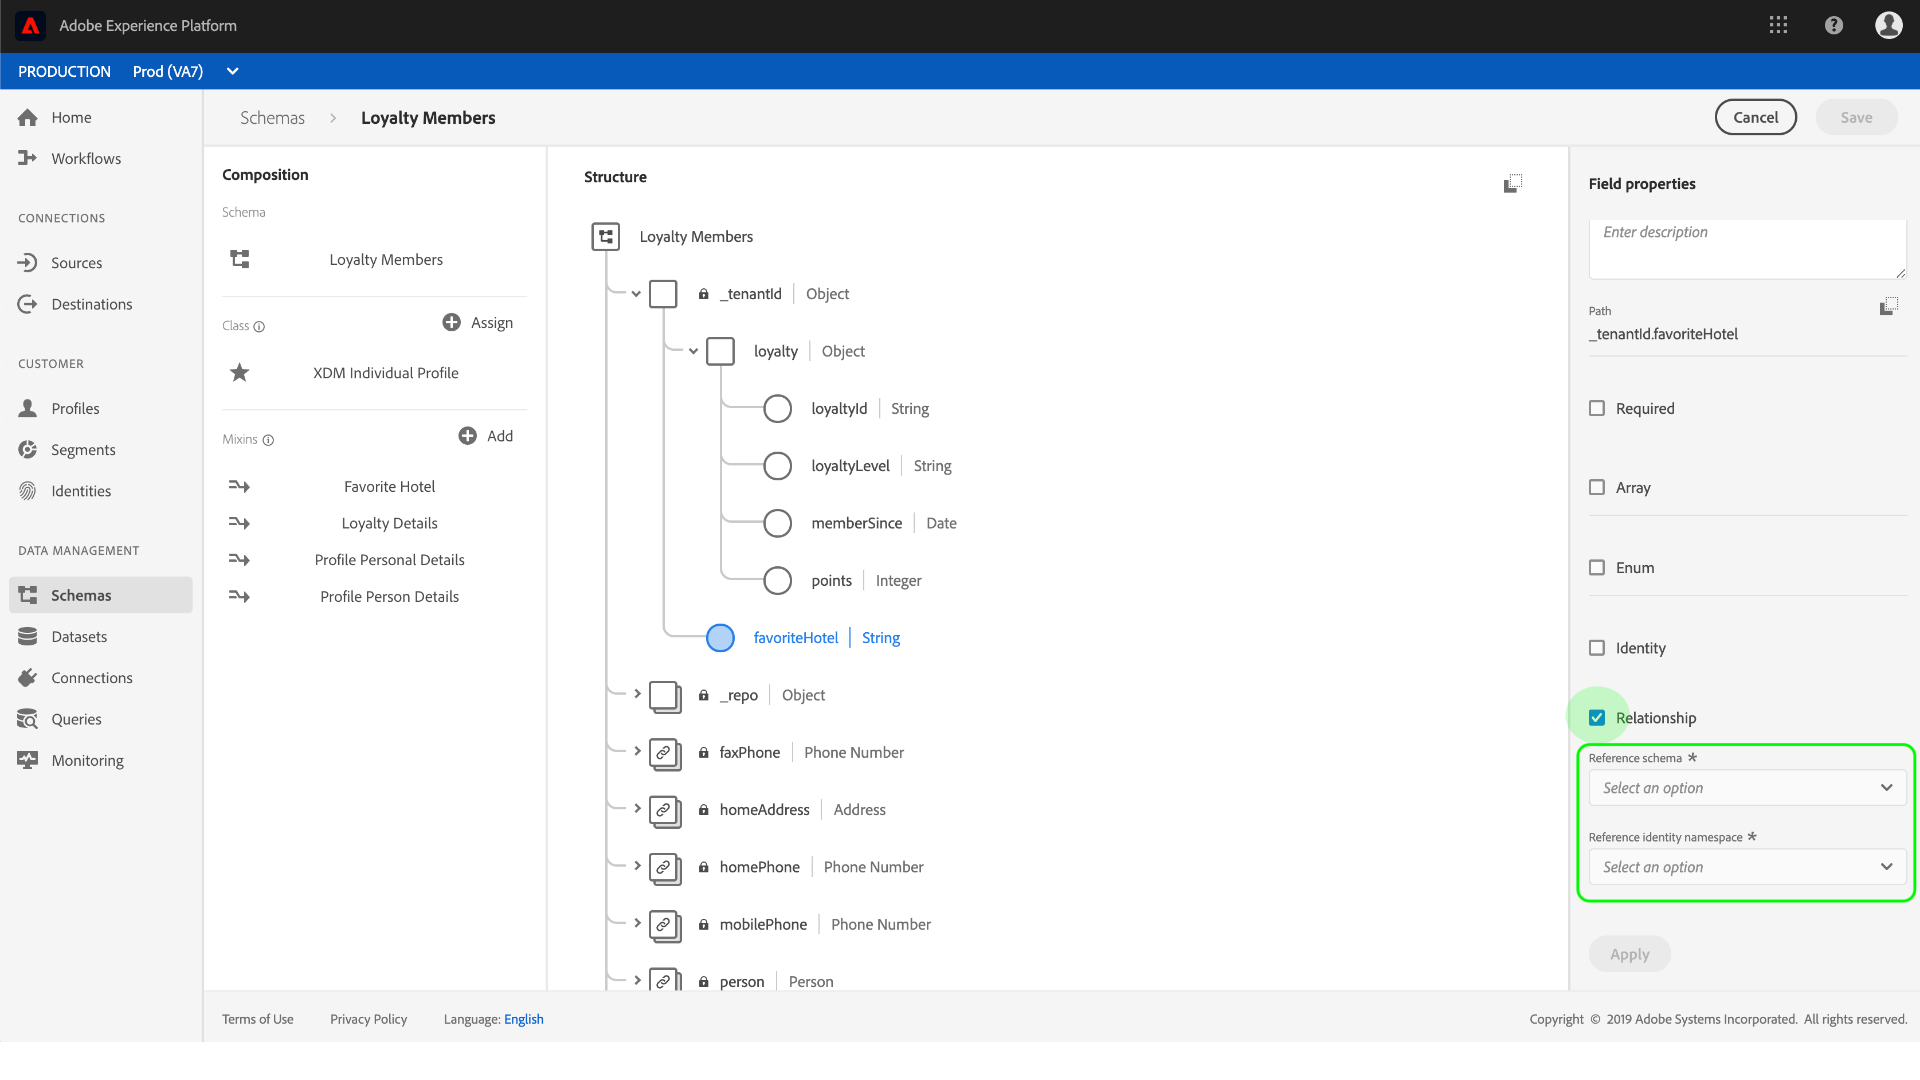 Adobe Experience Platform
PRODUCTION Prod (VA7)
Home
Workflows
CONNECTIONS
Sources
Destinations
CUSTOMER
Profiles
Segments
Identities
DATA MANAGEMENT
Schemas
Datasets
Connections
Queries
Monitoring
Schemas > Loyalty Members
Cancel
Save
Composition
Schema
Loyalty Members
Class
Assign
XDM Individual Profile
Mixins
Add
Favorite Hotel
Loyalty Details
Profile Personal Details
Profile Person Details
Structure
Loyalty Members
_tenantId | Object
loyalty | Object
loyaltyId | String
loyaltyLevel | String
memberSince | Date
points | Integer
favoriteHotel | String
_repo | Object
faxPhone | Phone Number
homeAddress | Address
homePhone | Phone Number
mobilePhone | Phone Number
person | Person
Field properties
Enter description
Path
_tenantId.favoriteHotel
Required
Array
Enum
Identity
Relationship
Reference schema *
Select an option
Reference identity namespace *
Select an option
Apply
Terms of Use Privacy Policy Language: English
Copyright © 2019 Adobe Systems Incorporated. All rights reserved.